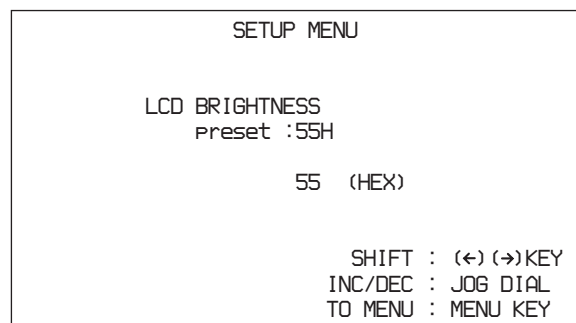 SETUP MENU
LCD BRIGHTNESS
preset :55H
55 (HEX)
SHIFT : (←)(→)KEY
INC/DEC : JOG DIAL
TO MENU : MENU KEY